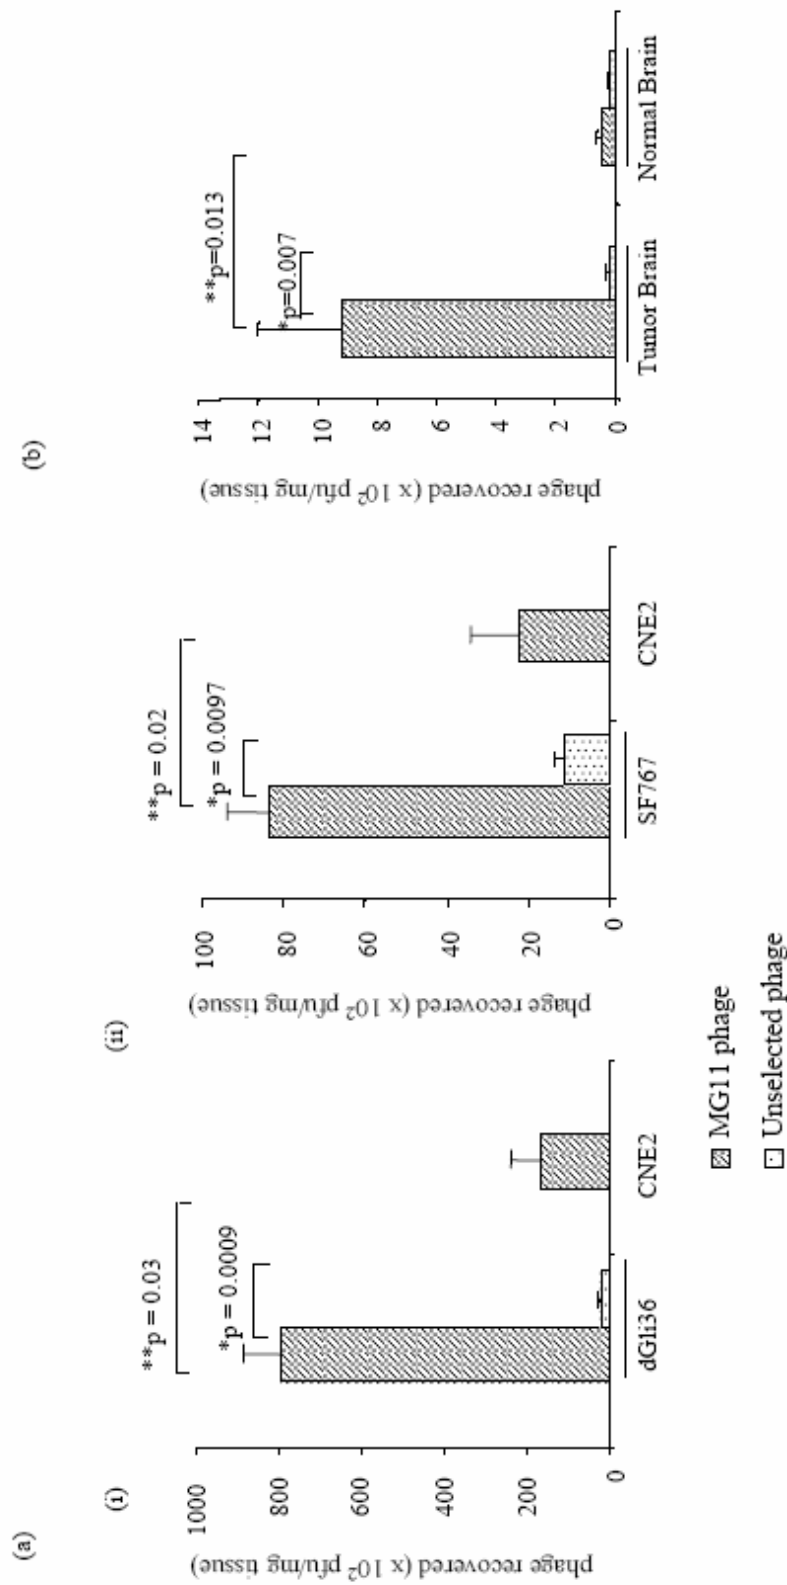 (a)
(i)
phage recovered (x 10² pfu/mg tissue)
1000
800
600
400
200
0
**p = 0.03
*p = 0.0009
dGli36
CNE2
(ii)
phage recovered (x 10² pfu/mg tissue)
100
80
60
40
20
0
**p = 0.02
*p = 0.0097
SF767
CNE2
MG11 phage
Unselected phage
(b)
phage recovered (x 10² pfu/mg tissue)
14
12
10
8
6
4
2
0
**p=0.013
*p=0.007
Tumor Brain
Normal Brain